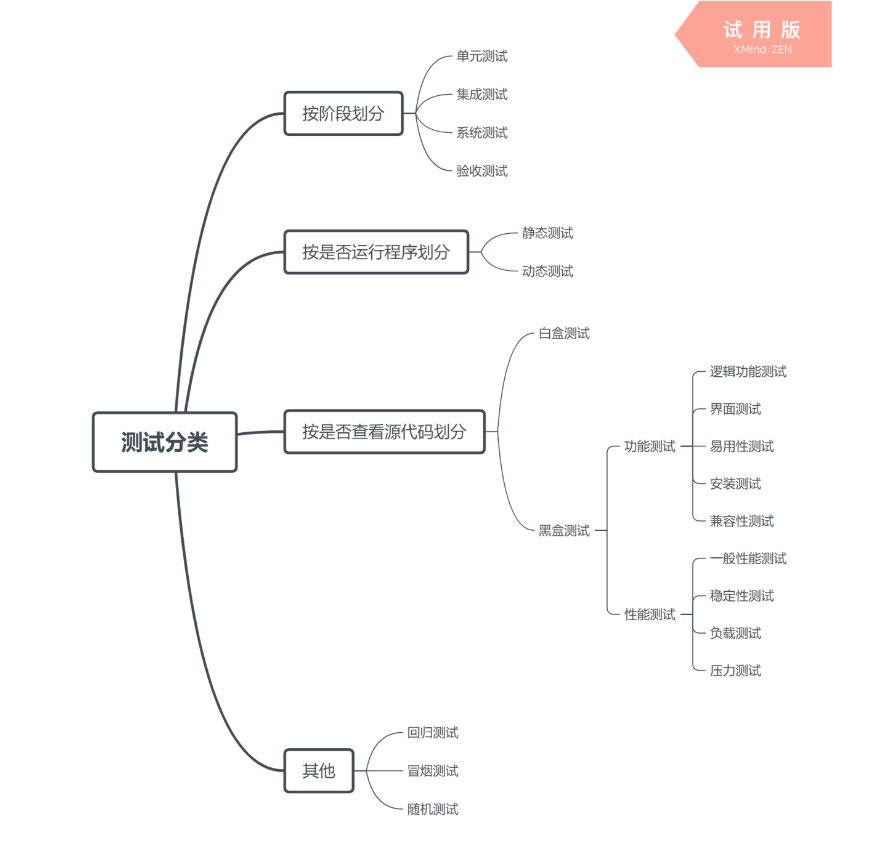 试用版
XMind:ZEN
测试分类
按阶段划分
单元测试
集成测试
系统测试
验收测试
按是否运行程序划分
静态测试
动态测试
按是否查看源代码划分
白盒测试
黑盒测试
功能测试
逻辑功能测试
界面测试
易用性测试
安装测试
兼容性测试
性能测试
一般性能测试
稳定性测试
负载测试
压力测试
其他
回归测试
冒烟测试
随机测试